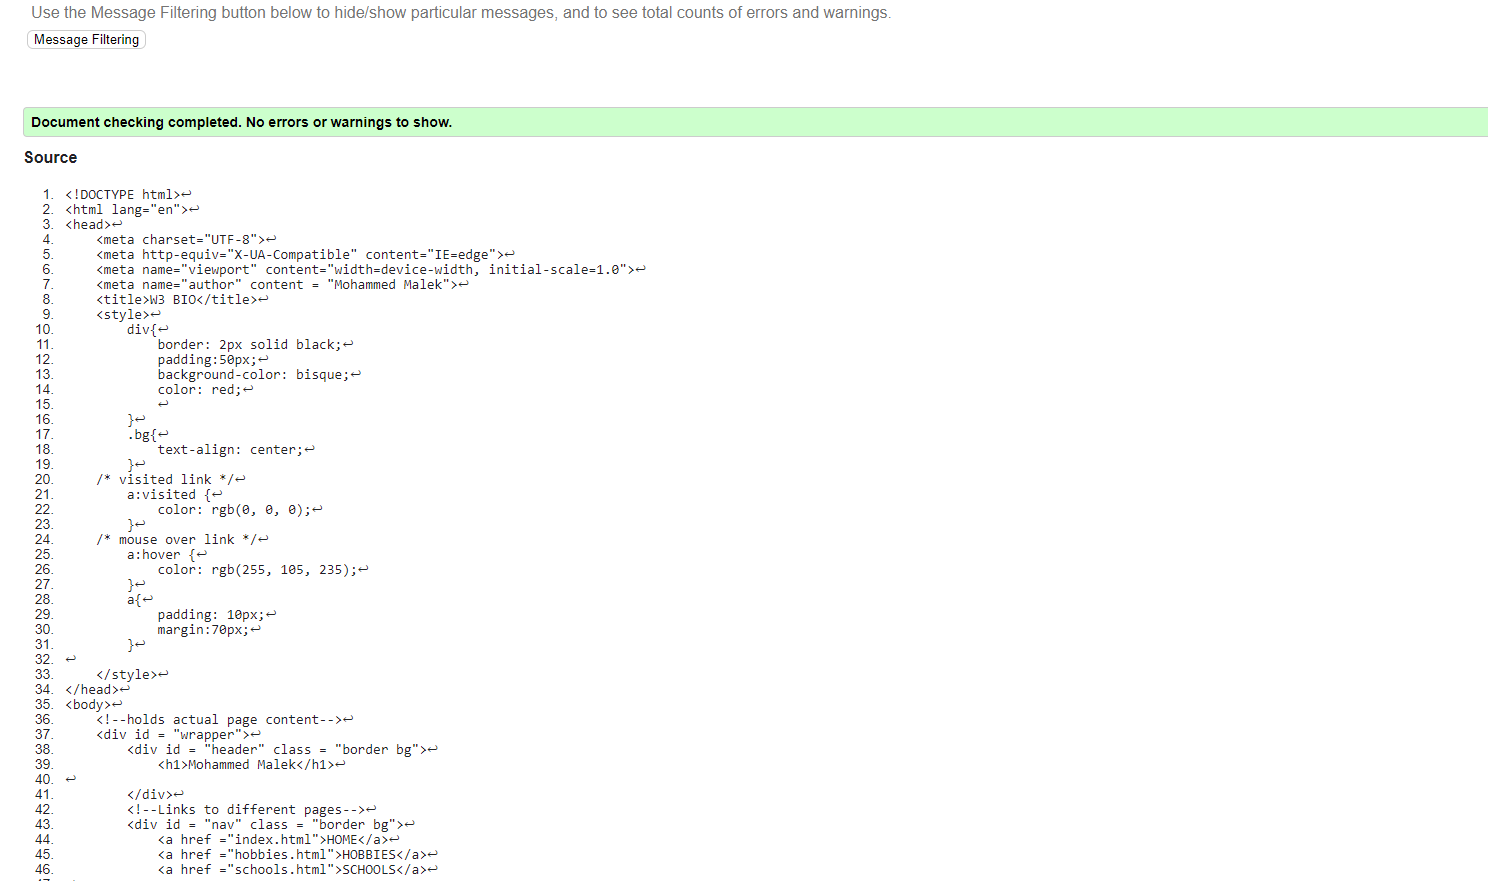 Use the Message Filtering button below to hide/show particular messages, and to see total counts of errors and warnings.
Message Filtering
Document checking completed. No errors or warnings to show.
Source
1. <!DOCTYPE html>↩
2. <html lang="en">↩
3. <head>↩
4.     <meta charset="UTF-8">↩
5.     <meta http-equiv="X-UA-Compatible" content="IE=edge">↩
6.     <meta name="viewport" content="width=device-width, initial-scale=1.0">↩
7.     <meta name="author" content = "Mohammed Malek">↩
8.     <title>W3 BIO</title>↩
9.     <style>↩
10.         div{↩
11.             border: 2px solid black;↩
12.             padding:50px;↩
13.             background-color: bisque;↩
14.             color: red;↩
15.             ↩
16.         }↩
17.         .bg{↩
18.             text-align: center;↩
19.         }↩
20.     /* visited link */↩
21.         a:visited {↩
22.             color: rgb(0, 0, 0);↩
23.         }↩
24.     /* mouse over link */↩
25.         a:hover {↩
26.             color: rgb(255, 105, 235);↩
27.         }↩
28.         a{↩
29.             padding: 10px;↩
30.             margin:70px;↩
31.         }↩
32. ↩
33.     </style>↩
34. </head>↩
35. <body>↩
36.     <!--holds actual page content-->↩
37.     <div id = "wrapper">↩
38.         <div id = "header" class = "border bg">↩
39.             <h1>Mohammed Malek</h1>↩
40. ↩
41.         </div>↩
42.         <!--Links to different pages-->↩
43.         <div id = "nav" class = "border bg">↩
44.             <a href ="index.html">HOME</a>↩
45.             <a href ="hobbies.html">HOBBIES</a>↩
46.             <a href ="schools.html">SCHOOLS</a>↩